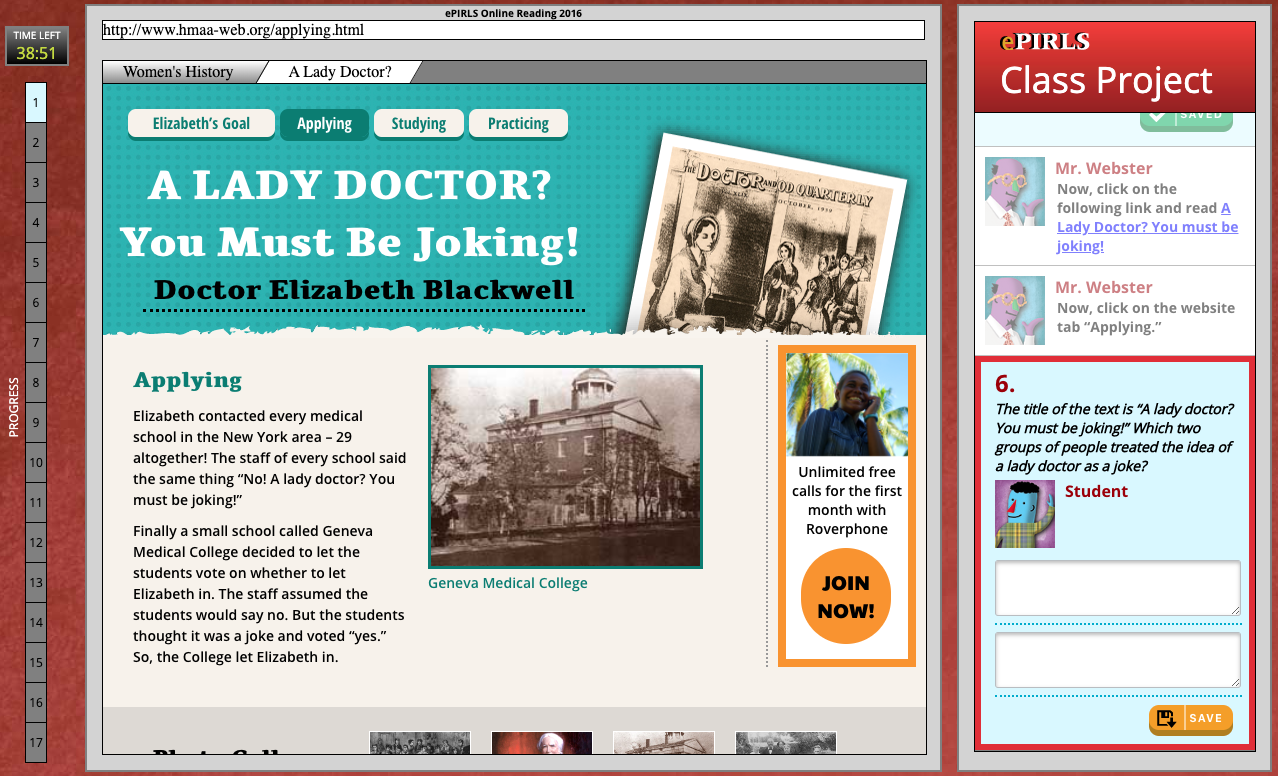 ePIRLS Online Reading 2016
TIME LEFT
38:51
PROGRESS
1
2
3
4
5
6
7
8
9
10
11
12
13
14
15
16
17
http://www.hmaa-web.org/applying.html
Women's History
A Lady Doctor?
Elizabeth's Goal
Applying
Studying
Practicing
A LADY DOCTOR?
You Must Be Joking!
Doctor Elizabeth Blackwell
THE DOCTOR AND OD QUARTERLY
OCTOBER, 1950
Applying
Elizabeth contacted every medical
school in the New York area – 29
altogether! The staff of every school said
the same thing “No! A lady doctor? You
must be joking!”
Finally a small school called Geneva
Medical College decided to let the
students vote on whether to let
Elizabeth in. The staff assumed the
students would say no. But the students
thought it was a joke and voted “yes.”
So, the College let Elizabeth in.
Geneva Medical College
Unlimited free
calls for the first
month with
Roverphone
JOIN
NOW!
ePIRLS
Class Project
SAVED
Mr. Webster
Now, click on the
following link and read A
Lady Doctor? You must be
joking!
Mr. Webster
Now, click on the website
tab “Applying.”
6.
The title of the text is “A lady doctor?
You must be joking!” Which two
groups of people treated the idea of
a lady doctor as a joke?
Student
SAVE